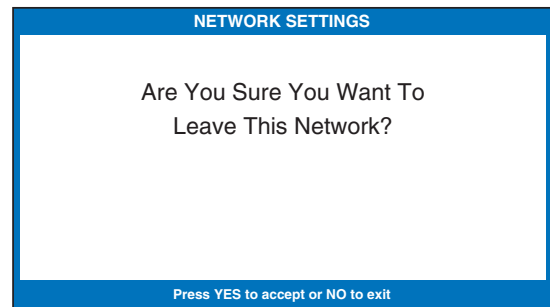 NETWORK SETTINGS
Are You Sure You Want To
Leave This Network?
Press YES to accept or NO to exit